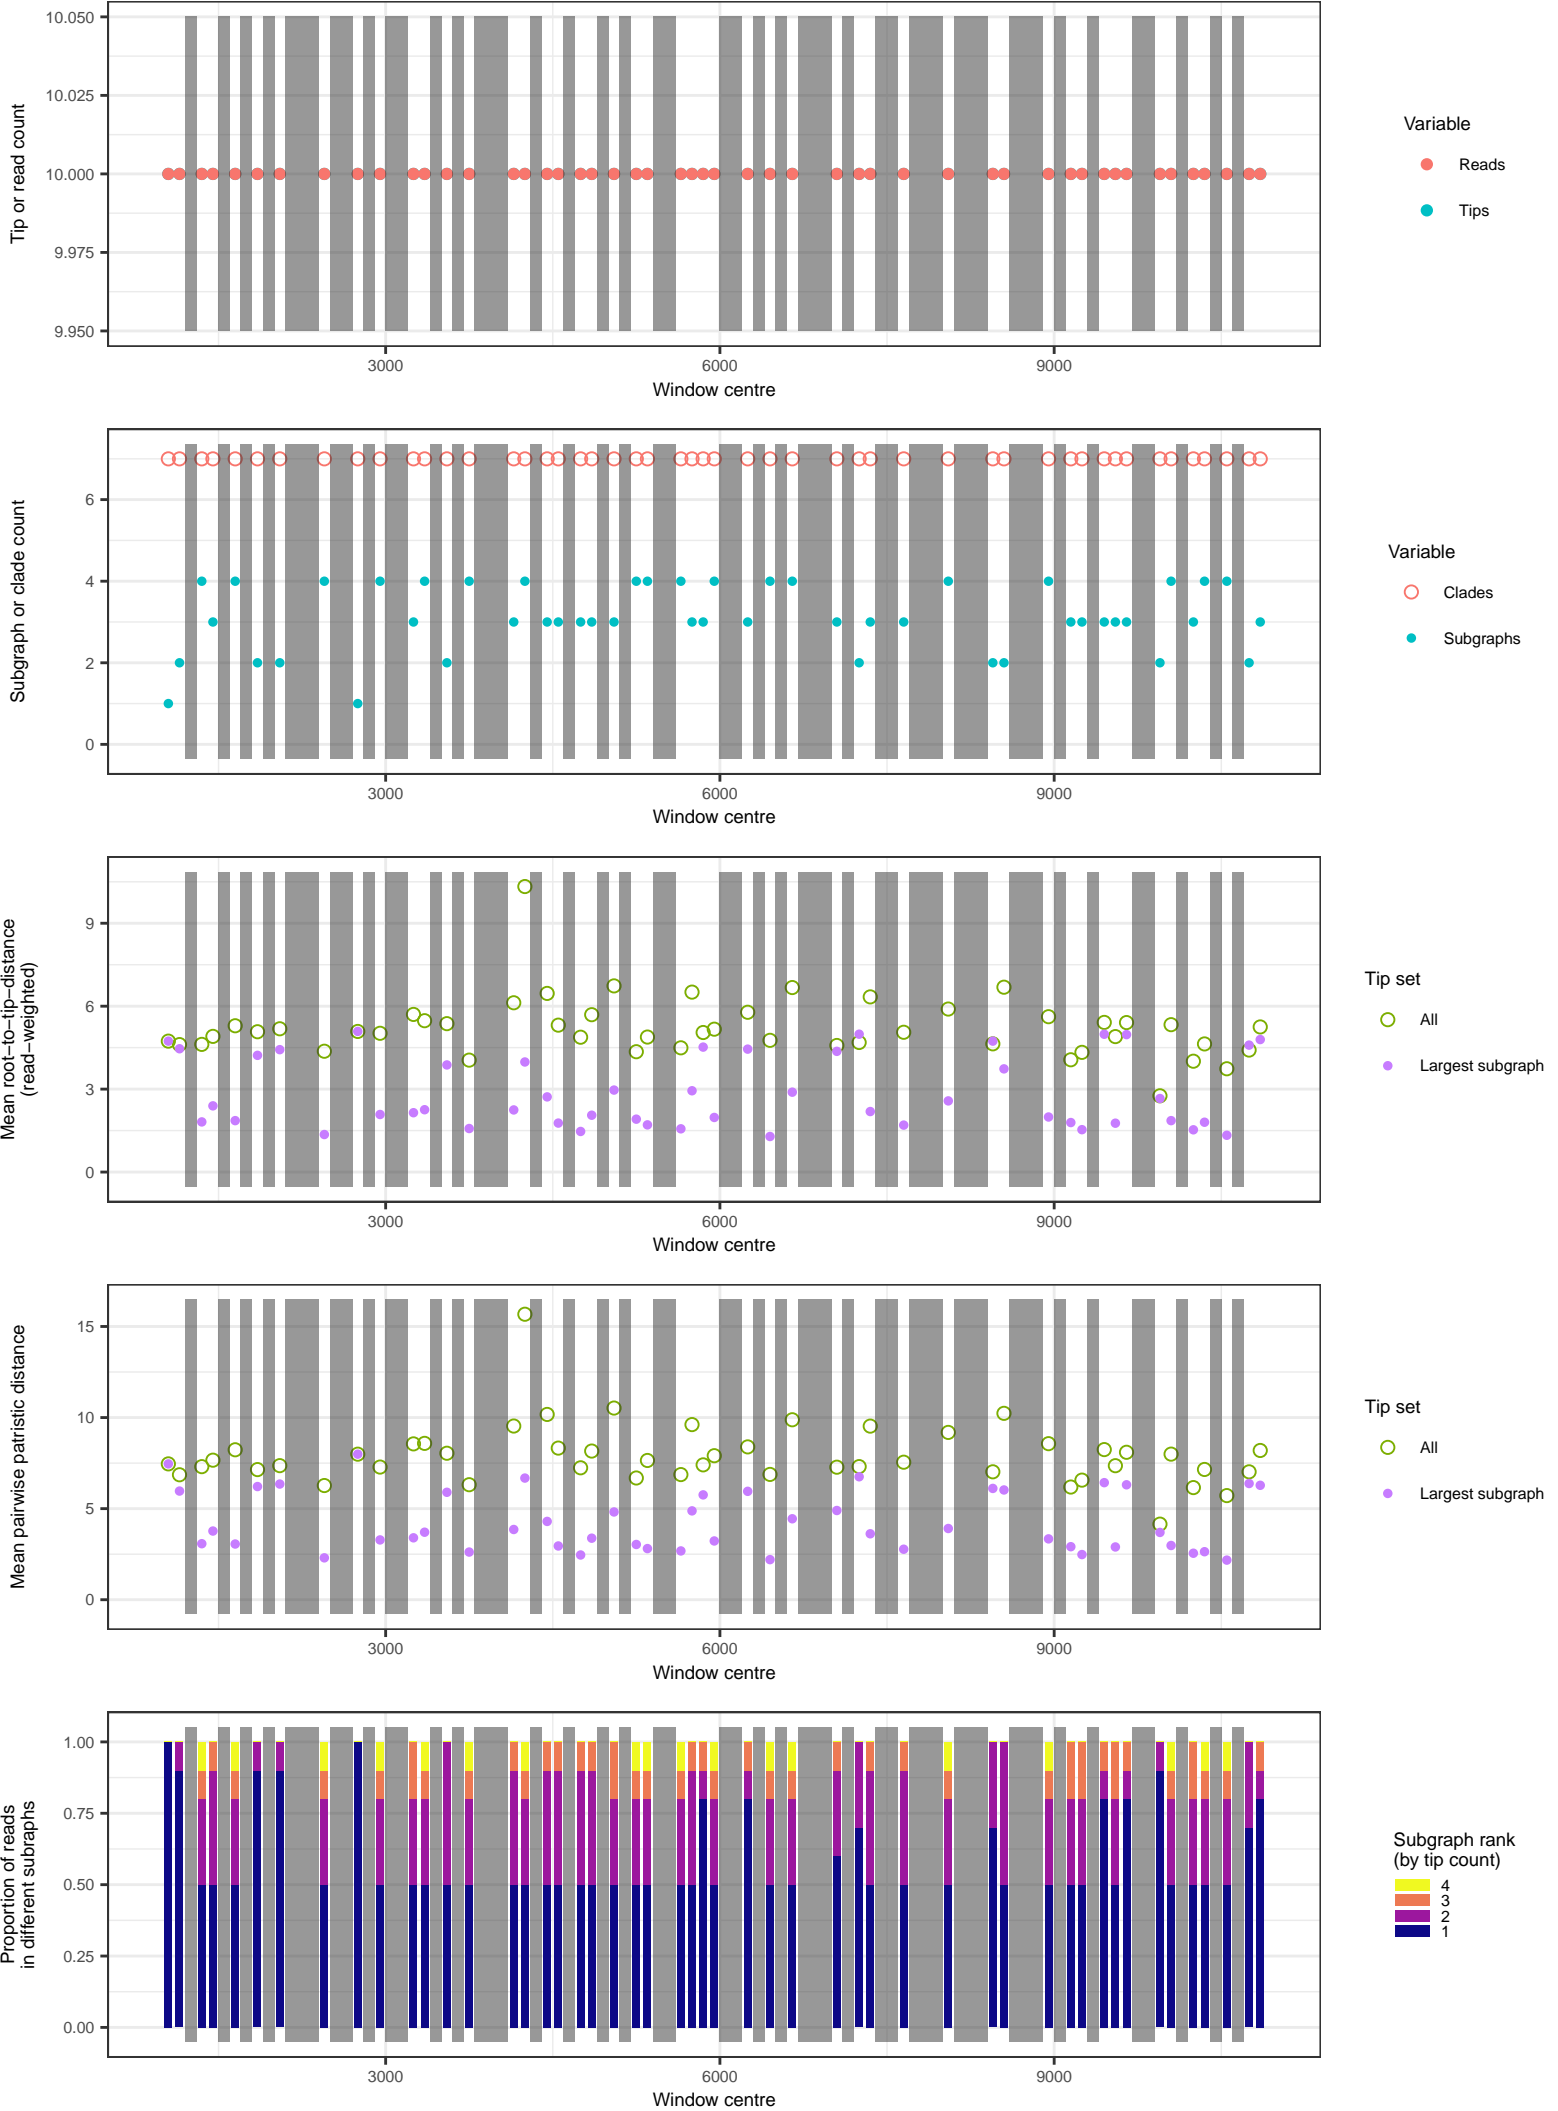 10.050
10.025
10.000
9.975
9.950
Tip or read count
3000
6000
9000
Window centre
Variable
Reads
Tips
6
4
2
0
Subgraph or clade count
3000
6000
9000
Window centre
Variable
Clades
Subgraphs
9
6
3
0
Mean root−to−tip−distance
(read−weighted)
3000
6000
9000
Window centre
Tip set
All
Largest subgraph
15
10
5
0
Mean pairwise patristic distance
3000
6000
9000
Window centre
Tip set
All
Largest subgraph
1.00
0.75
0.50
0.25
0.00
Proportion of reads
in different subraphs
3000
6000
9000
Window centre
Subgraph rank
(by tip count)
4
3
2
1